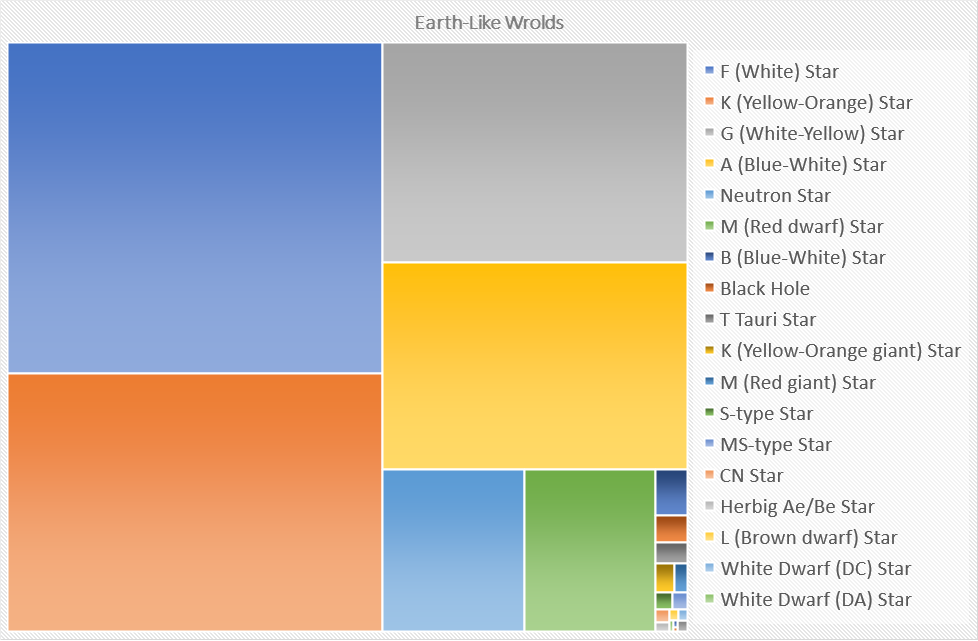 Earth-Like Wrolds
F (White) Star
K (Yellow-Orange) Star
G (White-Yellow) Star
A (Blue-White) Star
Neutron Star
M (Red dwarf) Star
B (Blue-White) Star
Black Hole
T Tauri Star
K (Yellow-Orange giant) Star
M (Red giant) Star
S-type Star
MS-type Star
CN Star
Herbig Ae/Be Star
L (Brown dwarf) Star
White Dwarf (DC) Star
White Dwarf (DA) Star